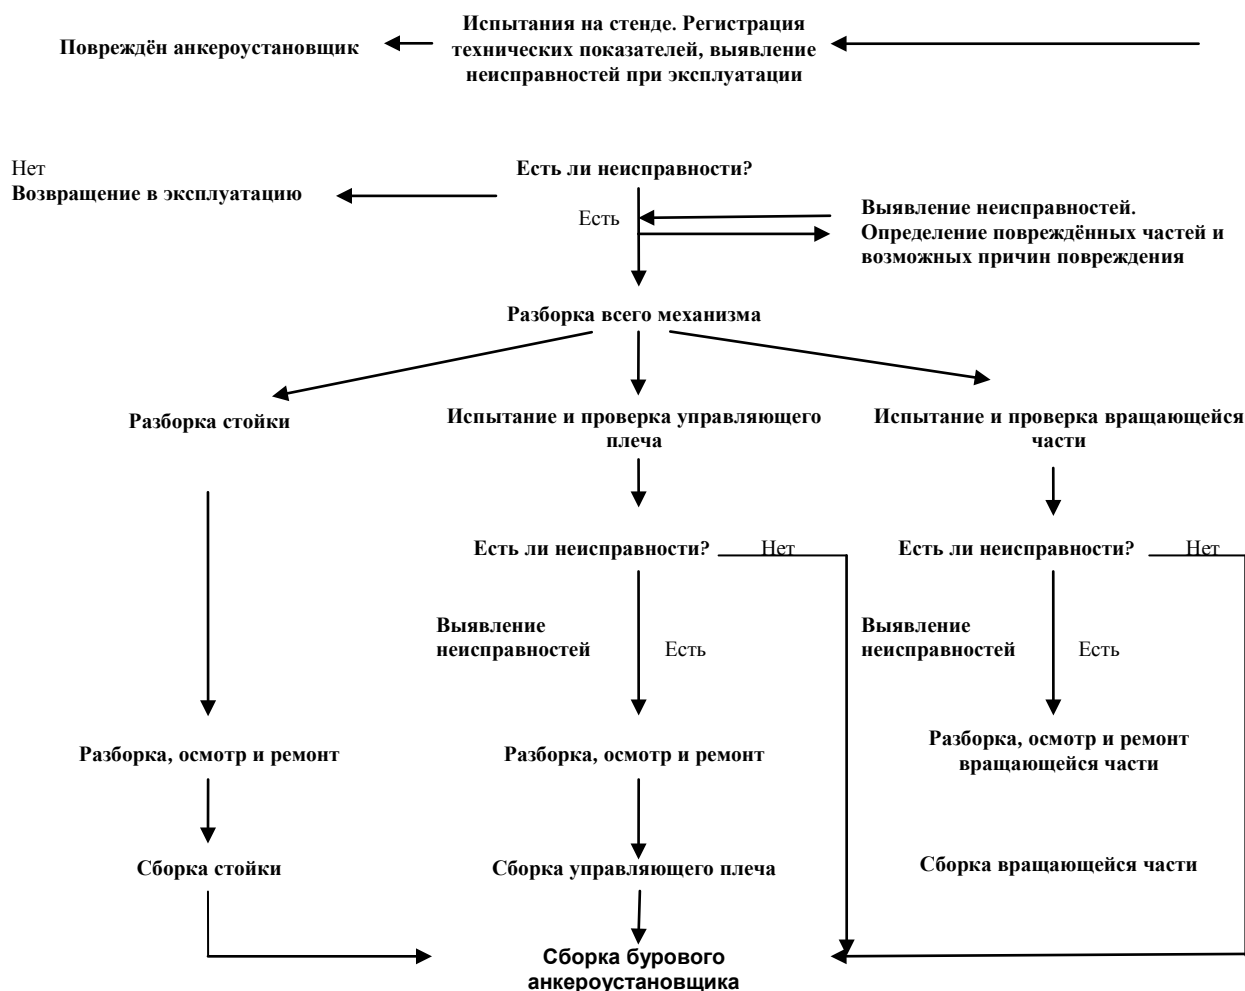 Повреждён анкероустановщик
Испытания на стенде. Регистрация
технических показателей, выявление
неисправностей при эксплуатации
Нет
Возвращение в эксплуатацию
Есть ли неисправности?
Есть
Выявление неисправностей.
Определение повреждённых частей и
возможных причин повреждения
Разборка всего механизма
Разборка стойки
Испытание и проверка управляющего
плеча
Испытание и проверка вращающейся
части
Есть ли неисправности?
Нет
Есть ли неисправности?
Нет
Выявление
неисправностей
Есть
Выявление
неисправностей
Есть
Разборка, осмотр и ремонт
Разборка, осмотр и ремонт
Разборка, осмотр и ремонт
вращающейся части
Сборка стойки
Сборка управляющего плеча
Сборка вращающейся части
Сборка бурового
анкероустановщика